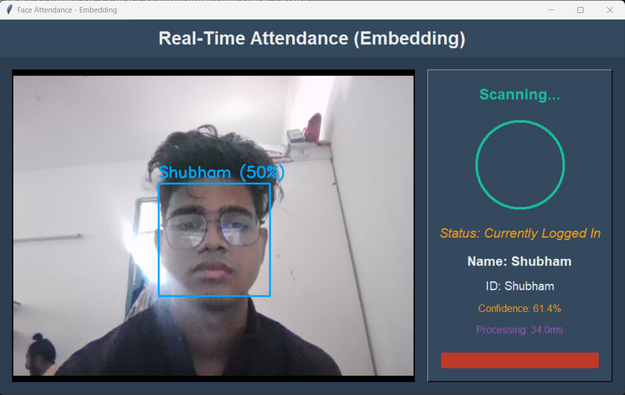 Face Attendance - Embedding
Real-Time Attendance (Embedding)
Shubham (50%)
Scanning...
Status: Currently Logged In
Name: Shubham
ID: Shubham
Confidence: 61.4%
Processing: 34.0ms